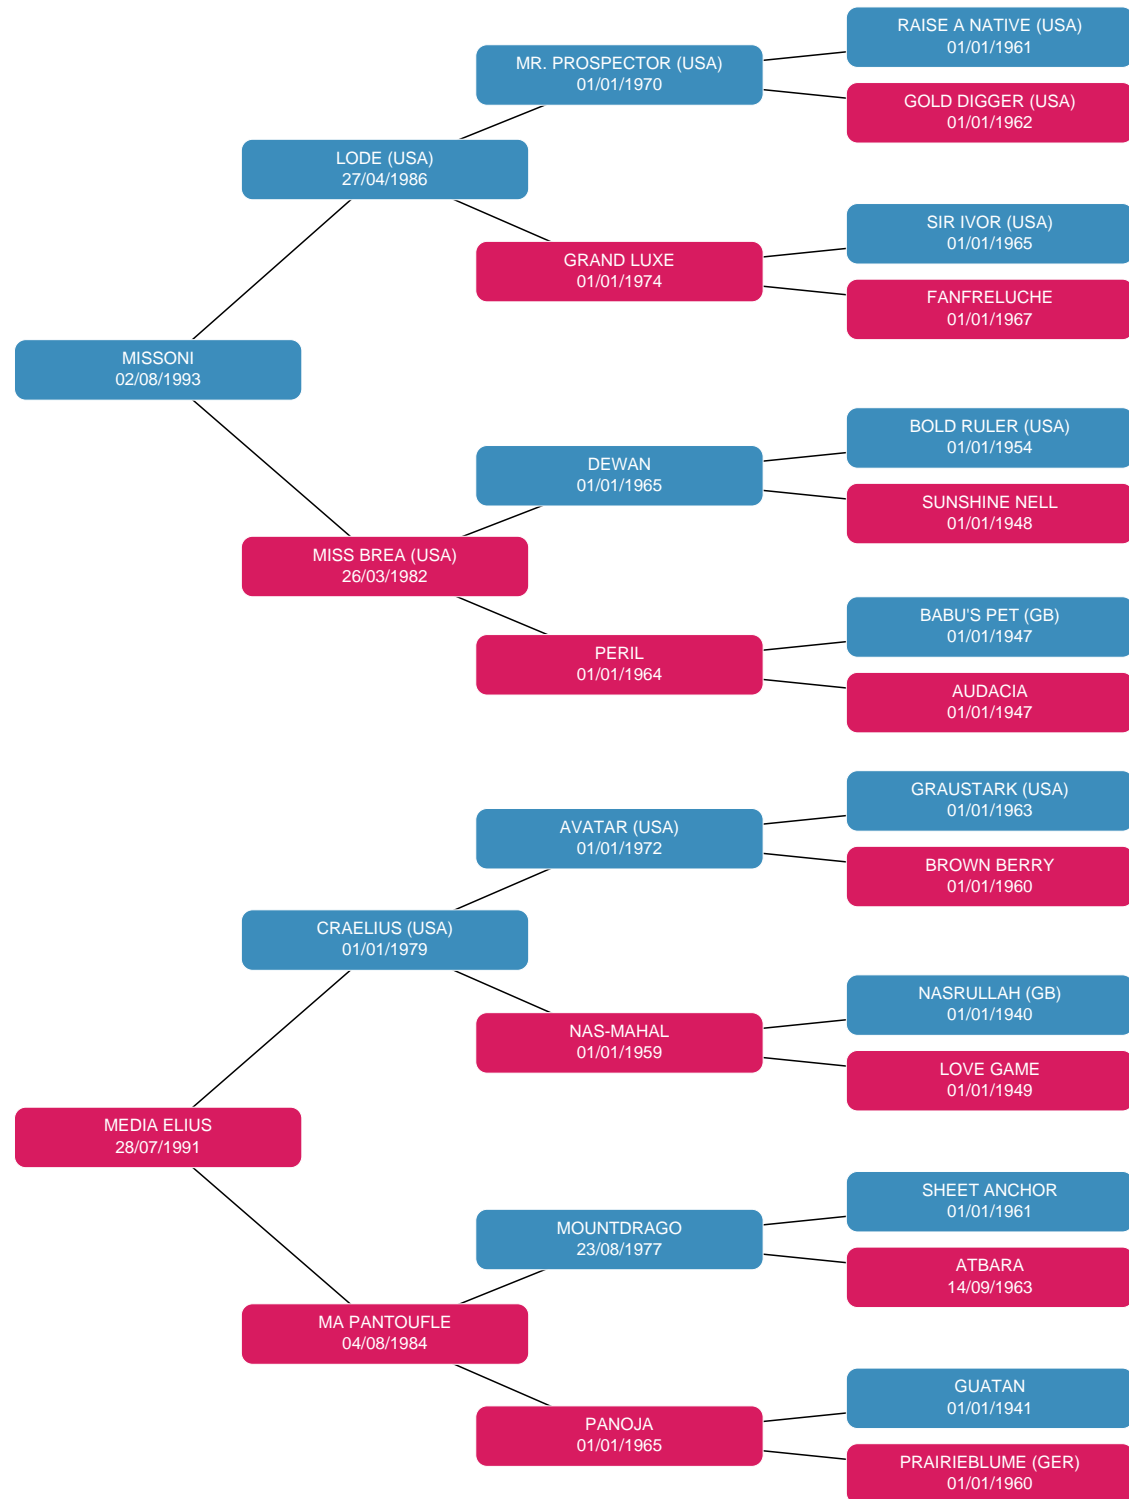 RAISE A NATIVE (USA)
01/01/1961
MR. PROSPECTOR (USA)
01/01/1970
GOLD DIGGER (USA)
01/01/1962
LODE (USA)
27/04/1986
SIR IVOR (USA)
01/01/1965
GRAND LUXE
01/01/1974
FANFRELUCHE
01/01/1967
MISSONI
02/08/1993
BOLD RULER (USA)
01/01/1954
DEWAN
01/01/1965
SUNSHINE NELL
01/01/1948
MISS BREA (USA)
26/03/1982
BABU'S PET (GB)
01/01/1947
PERIL
01/01/1964
AUDACIA
01/01/1947
GRAUSTARK (USA)
01/01/1963
AVATAR (USA)
01/01/1972
BROWN BERRY
01/01/1960
CRAELIUS (USA)
01/01/1979
NASRULLAH (GB)
01/01/1940
NAS-MAHAL
01/01/1959
LOVE GAME
01/01/1949
MEDIA ELIUS
28/07/1991
SHEET ANCHOR
01/01/1961
MOUNTDRAGO
23/08/1977
ATBARA
14/09/1963
MA PANTOUFLE
04/08/1984
GUATAN
01/01/1941
PANOJA
01/01/1965
PRAIRIEBLUME (GER)
01/01/1960